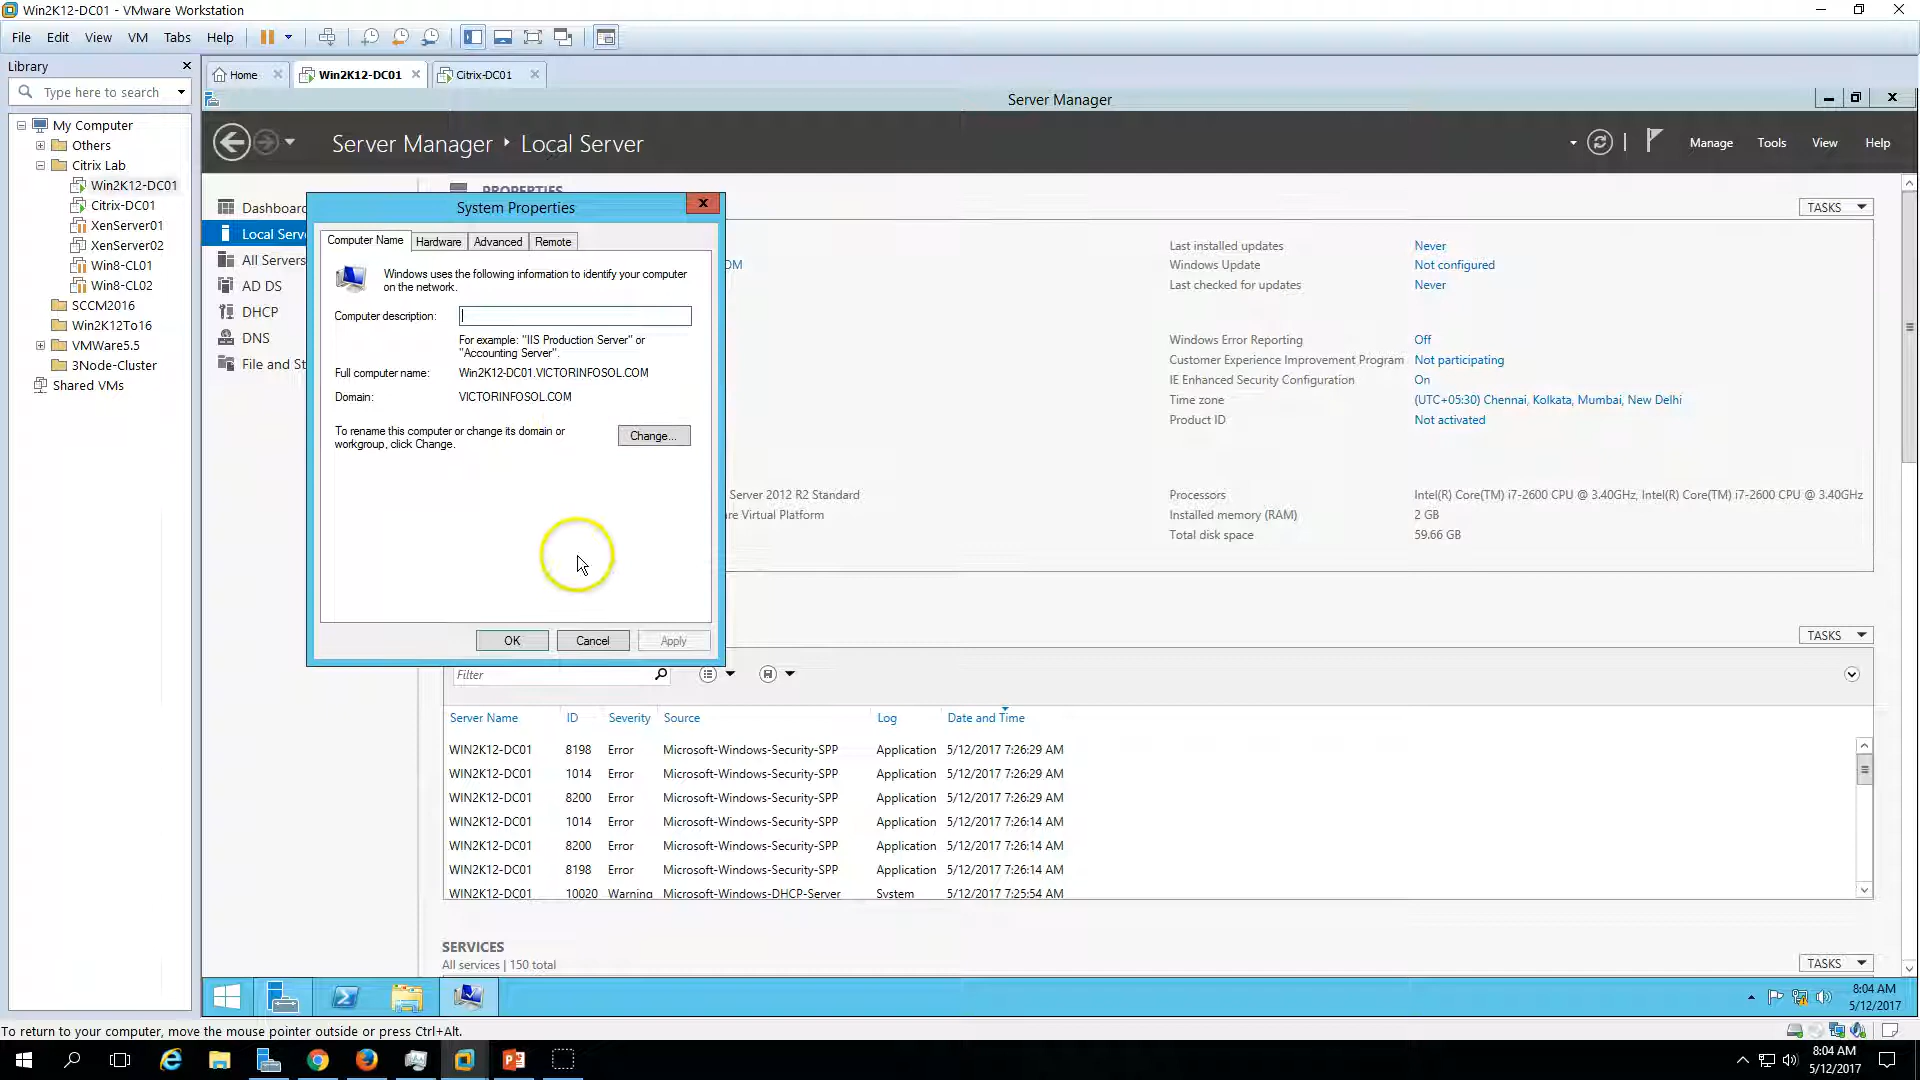 Win2K12-DC01 - VMware Workstation
File Edit View VM Tabs Help
Library
Type here to search
My Computer
Others
Citrix Lab
Win2K12-DC01
Citrix-DC01
XenServer01
XenServer02
Win8-CL01
Win8-CL02
SCCM2016
Win2K12To16
VMWare5.5
3Node-Cluster
Shared VMs
Home
Win2K12-DC01
Citrix-DC01
Server Manager
Server Manager Local Server
Manage Tools View Help
Dashboard
Local Serv
All Servers
AD DS
DHCP
DNS
File and St
PROPERTIES
TASKS
System Properties
Computer Name Hardware Advanced Remote
Windows uses the following information to identify your computer
on the network.
Computer description:
For example: "IIS Production Server" or
"Accounting Server".
Full computer name: Win2K12-DC01.VICTORINFOSOL.COM
Domain: VICTORINFOSOL.COM
To rename this computer or change its domain or
workgroup, click Change.
Change...
OK Cancel Apply
OM
Last installed updates Never
Windows Update Not configured
Last checked for updates Never
Windows Error Reporting Off
Customer Experience Improvement Program Not participating
IE Enhanced Security Configuration On
Time zone (UTC+05:30) Chennai, Kolkata, Mumbai, New Delhi
Product ID Not activated
Server 2012 R2 Standard
re Virtual Platform
Processors Intel(R) Core(TM) i7-2600 CPU @ 3.40GHz, Intel(R) Core(TM) i7-2600 CPU @ 3.40GHz
Installed memory (RAM) 2 GB
Total disk space 59.66 GB
TASKS
Filter
Server Name ID Severity Source Log Date and Time
WIN2K12-DC01 8198 Error Microsoft-Windows-Security-SPP Application 5/12/2017 7:26:29 AM
WIN2K12-DC01 1014 Error Microsoft-Windows-Security-SPP Application 5/12/2017 7:26:29 AM
WIN2K12-DC01 8200 Error Microsoft-Windows-Security-SPP Application 5/12/2017 7:26:29 AM
WIN2K12-DC01 1014 Error Microsoft-Windows-Security-SPP Application 5/12/2017 7:26:14 AM
WIN2K12-DC01 8200 Error Microsoft-Windows-Security-SPP Application 5/12/2017 7:26:14 AM
WIN2K12-DC01 8198 Error Microsoft-Windows-Security-SPP Application 5/12/2017 7:26:14 AM
WIN2K12-DC01 10020 Warning Microsoft-Windows-DHCP-Server System 5/12/2017 7:25:54 AM
SERVICES
All services | 150 total
TASKS
8:04 AM
5/12/2017
To return to your computer, move the mouse pointer outside or press Ctrl+Alt.
8:04 AM
5/12/2017